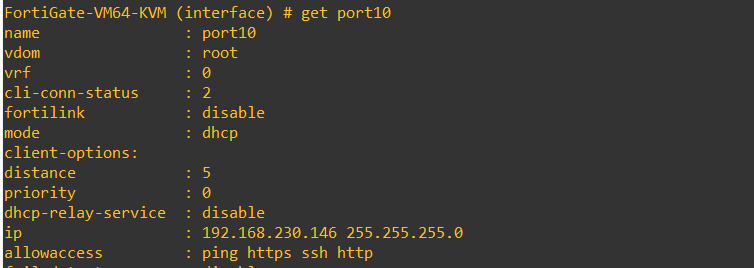 FortiGate-VM64-KVM (interface) # get port10
name : port10
vdom : root
vrf : 0
cli-conn-status : 2
fortilink : disable
mode : dhcp
client-options:
distance : 5
priority : 0
dhcp-relay-service : disable
ip : 192.168.230.146 255.255.255.0
allowaccess : ping https ssh http